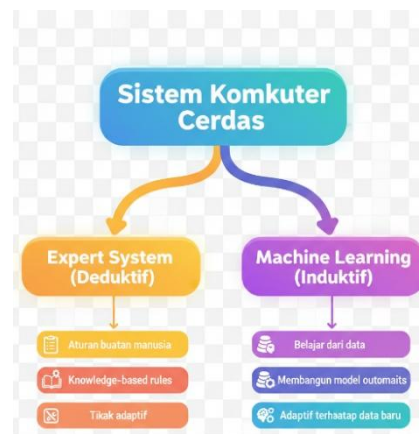 Sistem Komkuter
Cerdas
Expert System
(Deduktif)
Machine Learning
(Induktif)
Aturan buatan manusia
Knowledge-based rules
Tikak adaptif
Belajar dari data
Membangun model outomaits
Adaptif terhaatap data baru